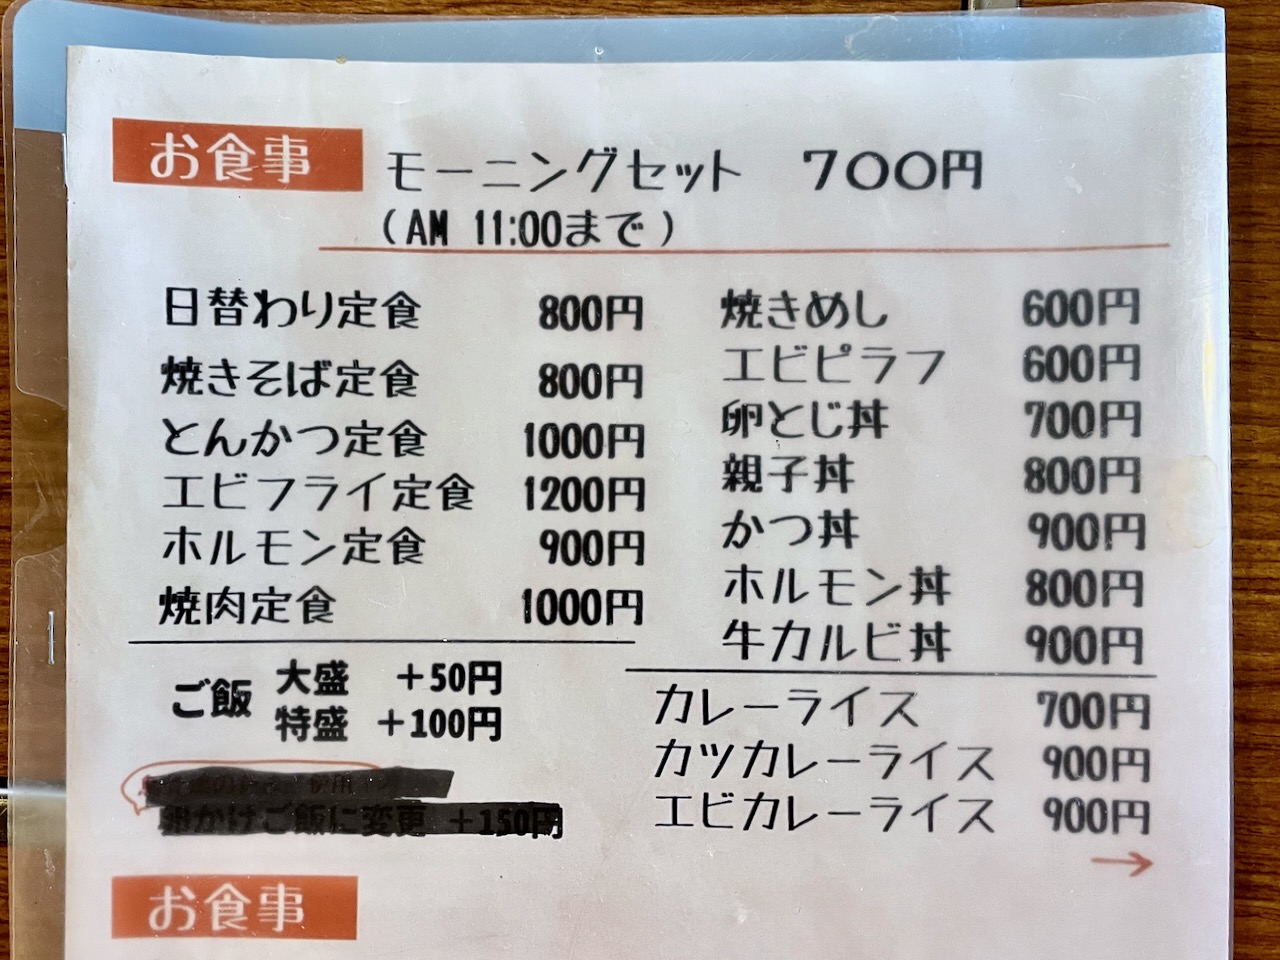 お食事
モーニングセット 700円
(AM 11:00まで)
日替わり定食 800円
焼きそば定食 800円
とんかつ定食 1000円
エビフライ定食 1200円
ホルモン定食 900円
焼肉定食 1000円
ご飯
大盛 +50円
特盛 +100円
卵かけご飯に変更 +150円
焼きめし 600円
エビピラフ 600円
卵とじ丼 700円
親子丼 800円
かつ丼 900円
ホルモン丼 800円
牛カルビ丼 900円
カレーライス 700円
カツカレーライス 900円
エビカレーライス 900円
→
お食事